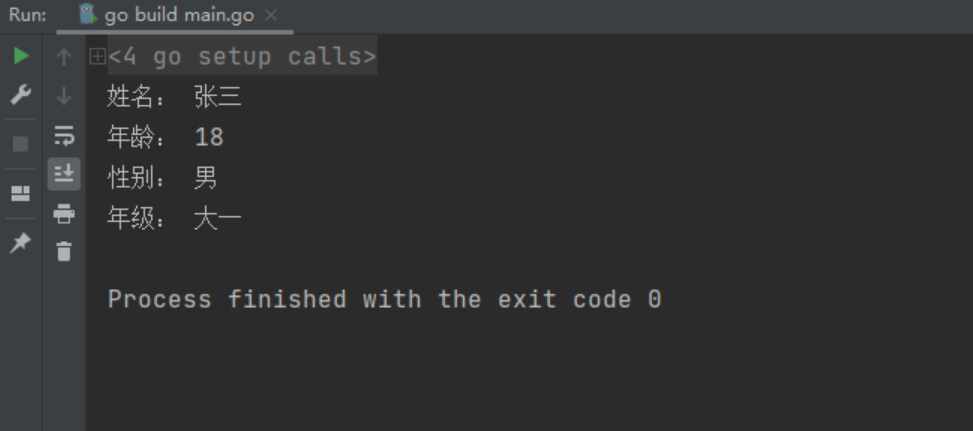 Run: go build main.go
<4 go setup calls>
姓名： 张三
年龄： 18
性别： 男
年级： 大一
Process finished with the exit code 0